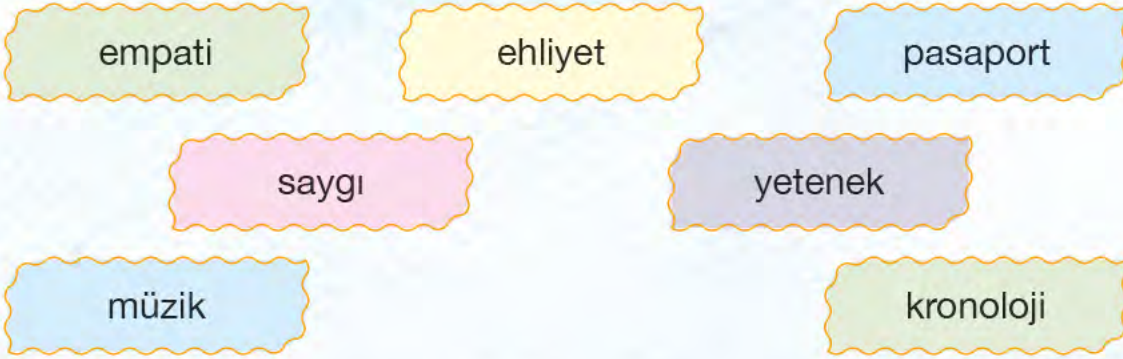 empati ehliyet pasaport
saygı yetenek
müzik kronoloji